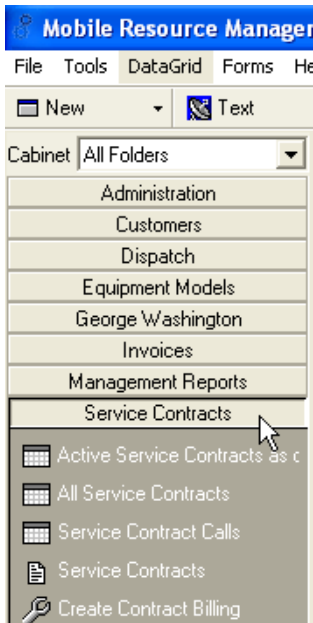 Mobile Resource Manager
File Tools DataGrid Forms He
New Text
Cabinet All Folders
Administration
Customers
Dispatch
Equipment Models
George Washington
Invoices
Management Reports
Service Contracts
Active Service Contracts as o
All Service Contracts
Service Contract Calls
Service Contracts
Create Contract Billing